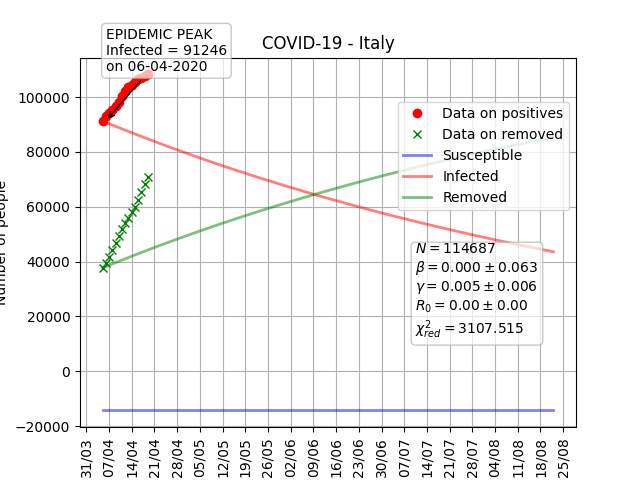 EPIDEMIC PEAK
Infected = 91246
on 06-04-2020
COVID-19 - Italy
Number of people
100000
80000
60000
40000
20000
0
−20000
Data on positives
Data on removed
Susceptible
Infected
Removed
N = 114687
β = 0.000 ± 0.063
γ = 0.005 ± 0.006
R₀ = 0.00 ± 0.00
χ²red = 3107.515
31/03 07/04 14/04 21/04 28/04 05/05 12/05 19/05 26/05 02/06 09/06 16/06 23/06 30/06 07/07 14/07 21/07 28/07 04/08 11/08 18/08 25/08